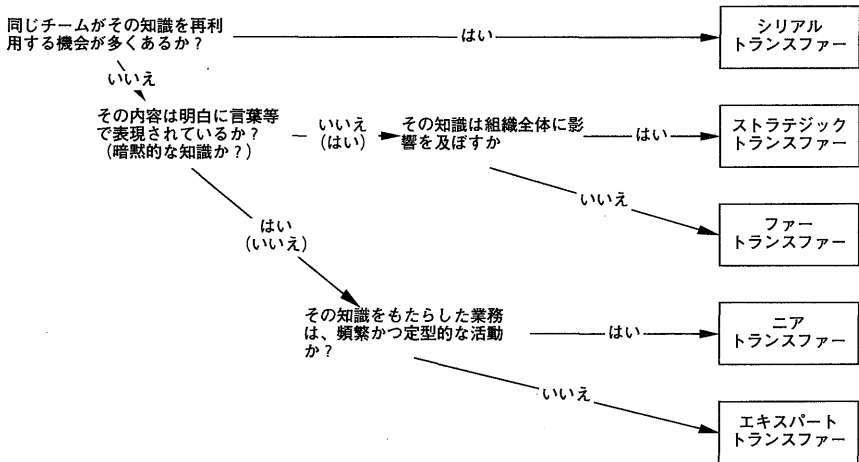 同じチームがその知識を再利
用する機会が多くあるか？
はい
シリアル
トランスファー
いいえ
その内容は明白に言葉等
で表現されているか？
(暗黙的な知識か？)
いいえ
(はい)
その知識は組織全体に影
響を及ぼすか
はい
ストラテジック
トランスファー
いいえ
ファー
トランスファー
はい
(いいえ)
その知識をもたらした業務
は、頻繁かつ定型的な活動
か？
はい
ニア
トランスファー
いいえ
エキスパート
トランスファー